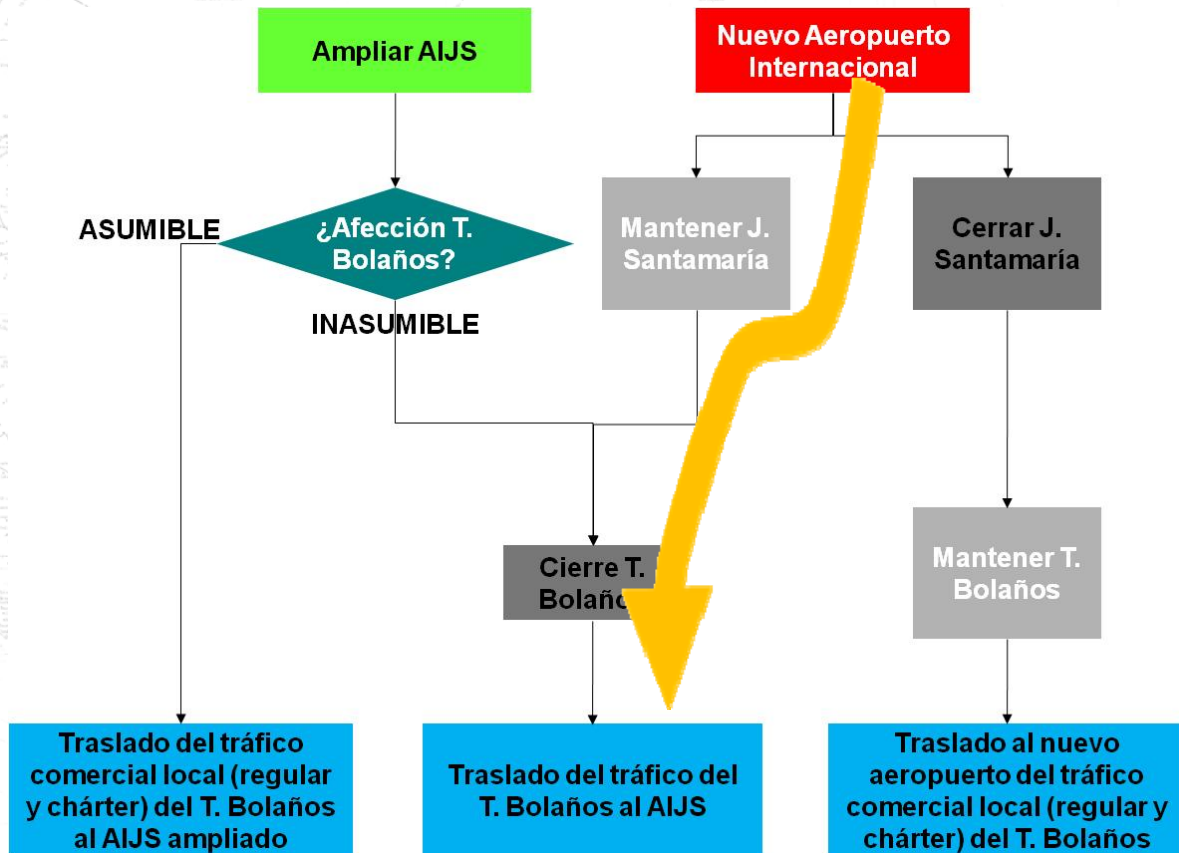 Ampliar AIJS
Nuevo Aeropuerto
Internacional
ASUMIBLE
¿Afección T.
Bolaños?
INASUMIBLE
Mantener J.
Santamaría
Cerrar J.
Santamaría
Cierre T.
Mantener T.
Bolaños
Traslado del tráfico
comercial local (regular
y chárter) del T. Bolaños
al AIJS ampliado
Traslado del tráfico del
T. Bolaños al AIJS
Traslado al nuevo
aeropuerto del tráfico
comercial local (regular y
chárter) del T. Bolaños